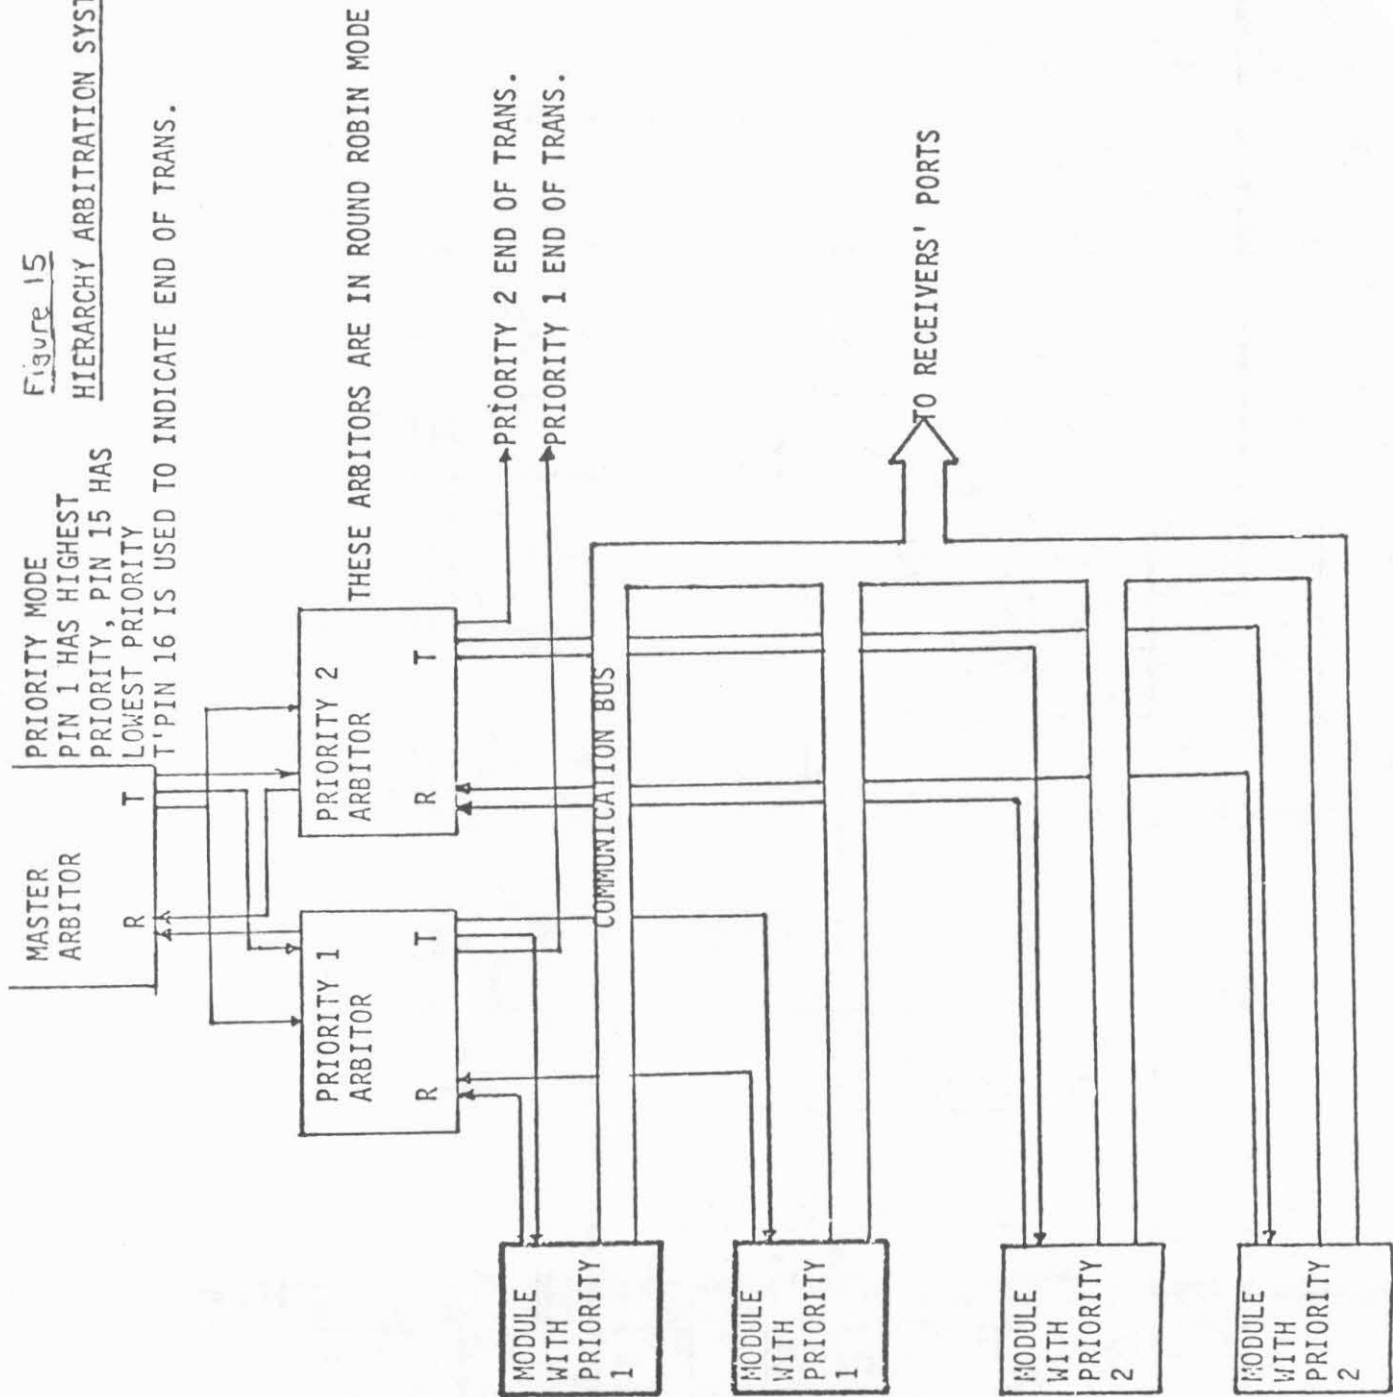 Figure 15
HIERARCHY ARBITRATION SYST
PRIORITY MODE
PIN 1 HAS HIGHEST
PRIORITY, PIN 15 HAS
LOWEST PRIORITY
T'PIN 16 IS USED TO INDICATE END OF TRANS.
MASTER
ARBITOR
R T
THESE ARBITORS ARE IN ROUND ROBIN MODE
PRIORITY 1
ARBITOR
R T
PRIORITY 2
ARBITOR
R T
PRIORITY 2 END OF TRANS.
PRIORITY 1 END OF TRANS.
COMMUNICATION BUS
TO RECEIVERS' PORTS
MODULE
WITH
PRIORITY
1
MODULE
WITH
PRIORITY
1
MODULE
WITH
PRIORITY
2
MODULE
WITH
PRIORITY
2